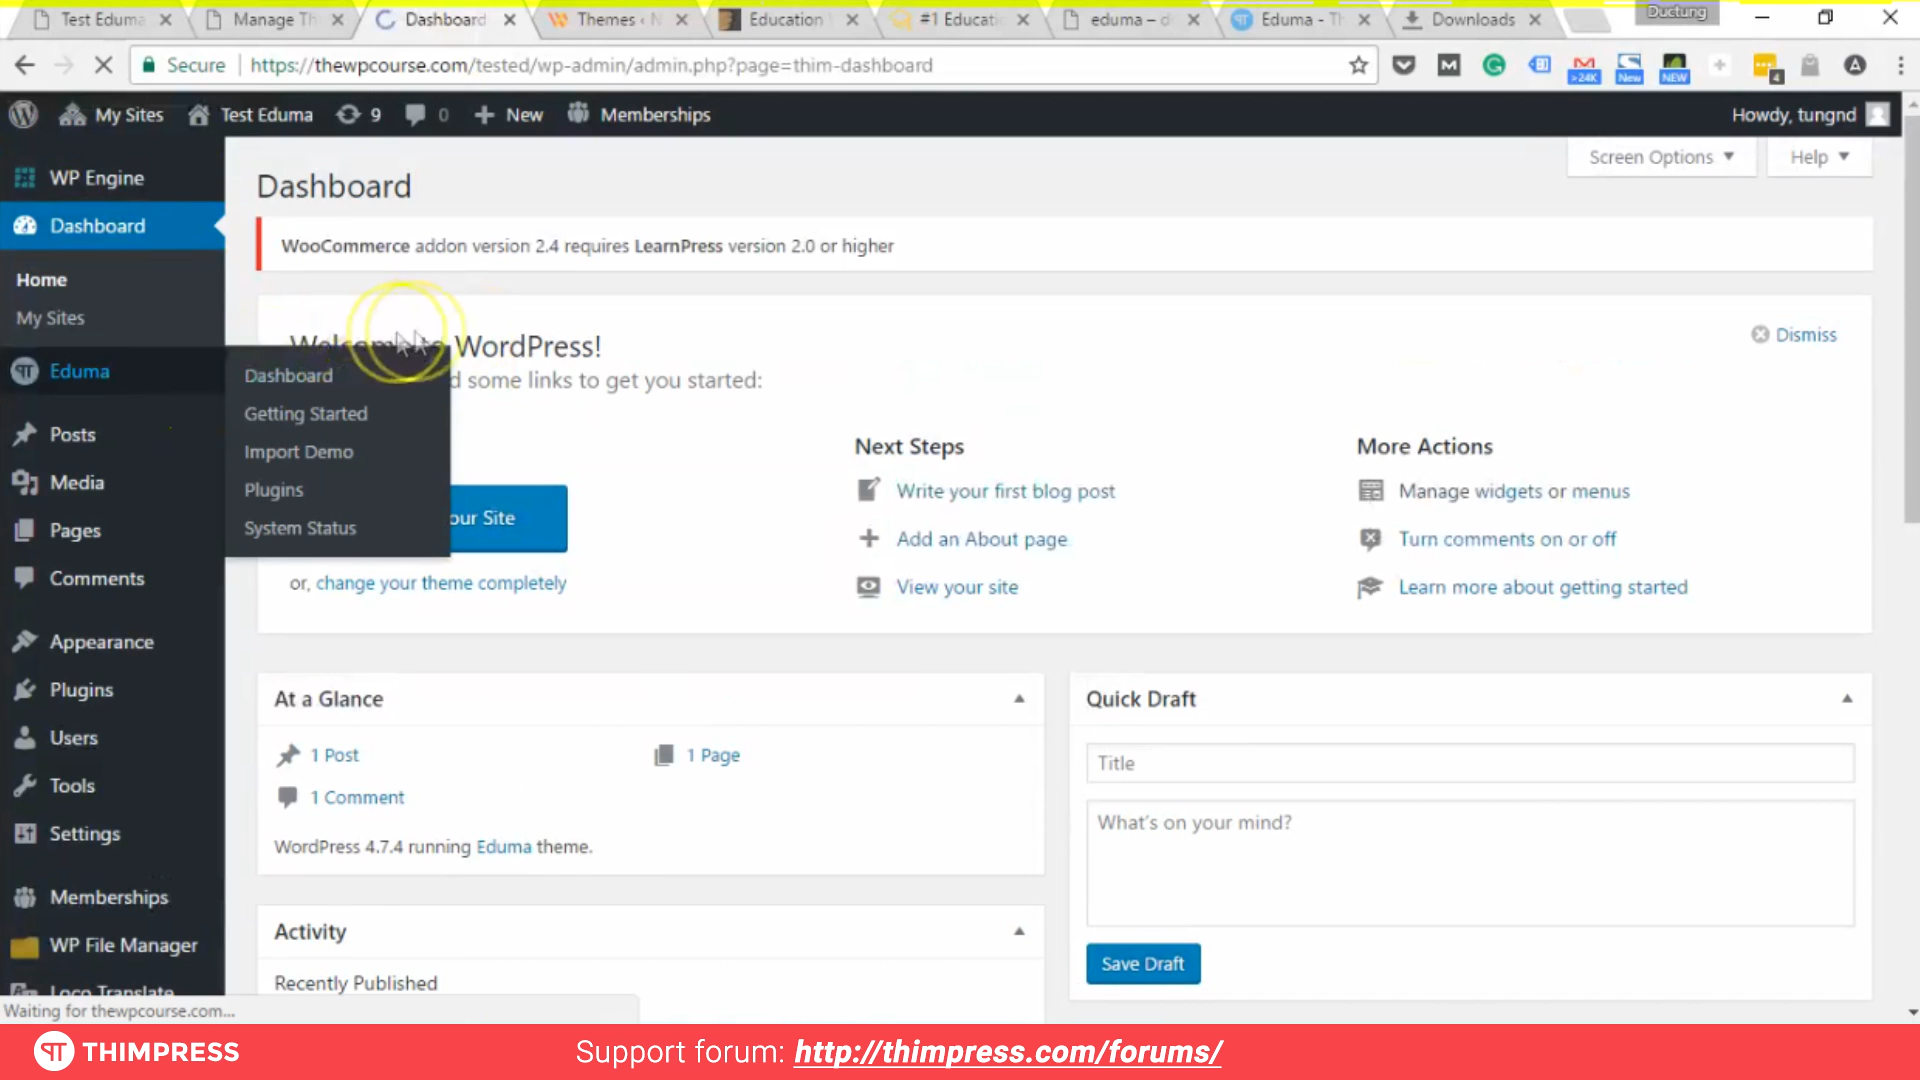 Test Eduma
Manage Th
Dashboard
Themes ‹ N
Education
#1 Educati
eduma – d
Eduma - Th
Downloads
Ductung
Secure
https://thewpcourse.com/tested/wp-admin/admin.php?page=thim-dashboard
>24K
New
NEW
4
My Sites
Test Eduma
9
0
New
Memberships
Howdy, tungnd
WP Engine
Dashboard
Home
My Sites
Eduma
Dashboard
Getting Started
Import Demo
Plugins
System Status
Posts
Media
Pages
Comments
Appearance
Plugins
Users
Tools
Settings
Memberships
WP File Manager
Loco Translate
Screen Options
Help
Dashboard
WooCommerce addon version 2.4 requires LearnPress version 2.0 or higher
Welcome to WordPress!
d some links to get you started:
Dismiss
our Site
or, change your theme completely
Next Steps
Write your first blog post
Add an About page
View your site
More Actions
Manage widgets or menus
Turn comments on or off
Learn more about getting started
At a Glance
1 Post
1 Page
1 Comment
WordPress 4.7.4 running Eduma theme.
Activity
Recently Published
Quick Draft
Title
What's on your mind?
Save Draft
Waiting for thewpcourse.com...
THIMPRESS
Support forum: http://thimpress.com/forums/